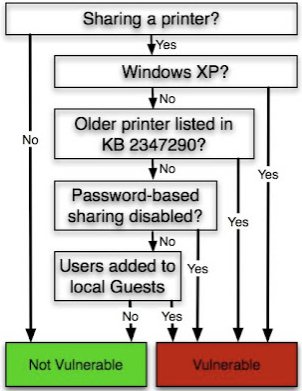 Sharing a printer?
Yes
Windows XP?
No
Older printer listed in
KB 2347290?
No
No
Yes
Password-based
sharing disabled?
Yes
No
Users added to
local Guests
Yes
No
Yes
Not Vulnerable
Vulnerable